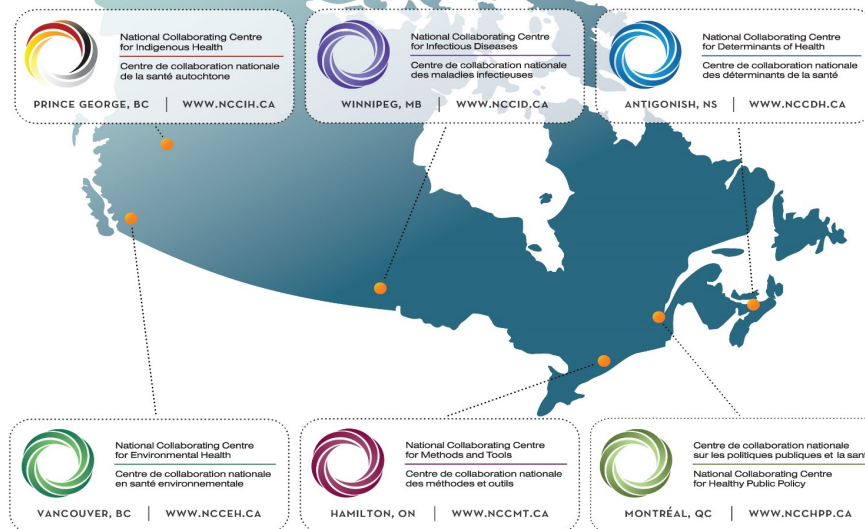 National Collaborating Centre
for Indigenous Health
Centre de collaboration nationale
de la santé autochtone
PRINCE GEORGE, BC | WWW.NCCIH.CA
National Collaborating Centre
for Infectious Diseases
Centre de collaboration nationale
des maladies infectieuses
WINNIPEG, MB | WWW.NCCID.CA
National Collaborating Centre
for Determinants of Health
Centre de collaboration nationale
des déterminants de la santé
ANTIGONISH, NS | WWW.NCCDH.CA
National Collaborating Centre
for Environmental Health
Centre de collaboration nationale
en santé environnementale
VANCOUVER, BC | WWW.NCCEH.CA
National Collaborating Centre
for Methods and Tools
Centre de collaboration nationale
des méthodes et outils
HAMILTON, ON | WWW.NCCMT.CA
Centre de collaboration nationale
sur les politiques publiques et la sant
National Collaborating Centre
for Healthy Public Policy
MONTRÉAL, QC | WWW.NCCHPP.CA